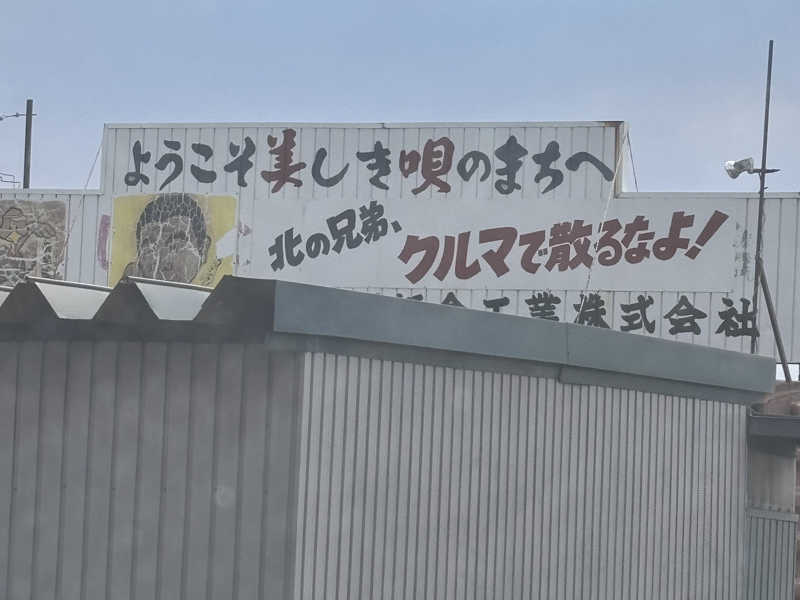 ようこそ美しき唄のまちへ
北の兄弟、クルマで散るなよ!
工業株式会社